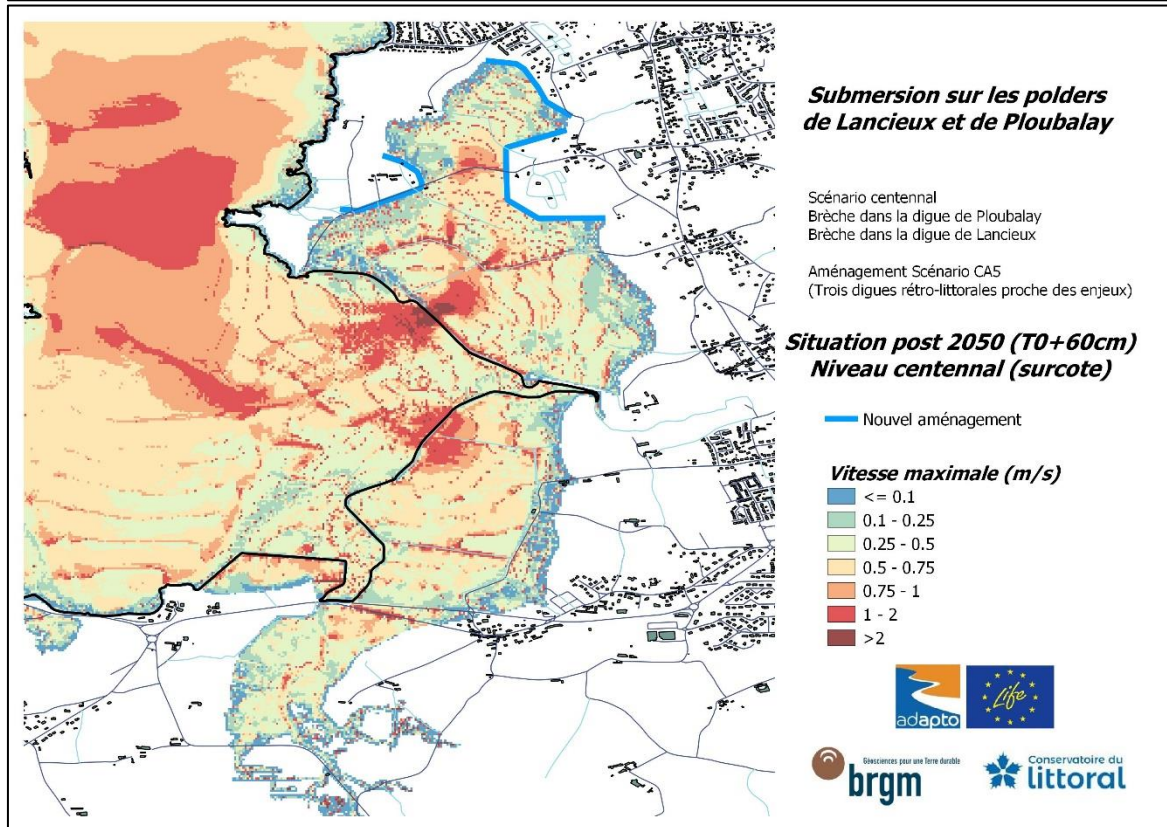 Submersion sur les polders
de Lancieux et de Ploubalay
Scénario centennal
Brèche dans la digue de Ploubalay
Brèche dans la digue de Lancieux
Aménagement Scénario CA5
(Trois digues rétro-littorales proche des enjeux)
Situation post 2050 (T0+60cm)
Niveau centennal (surcote)
Nouvel aménagement
Vitesse maximale (m/s)
<= 0.1
0.1 - 0.25
0.25 - 0.5
0.5 - 0.75
0.75 - 1
1 - 2
>2
adapto
Life
Géosciences pour une Terre durable
brgm
Conservatoire du
littoral